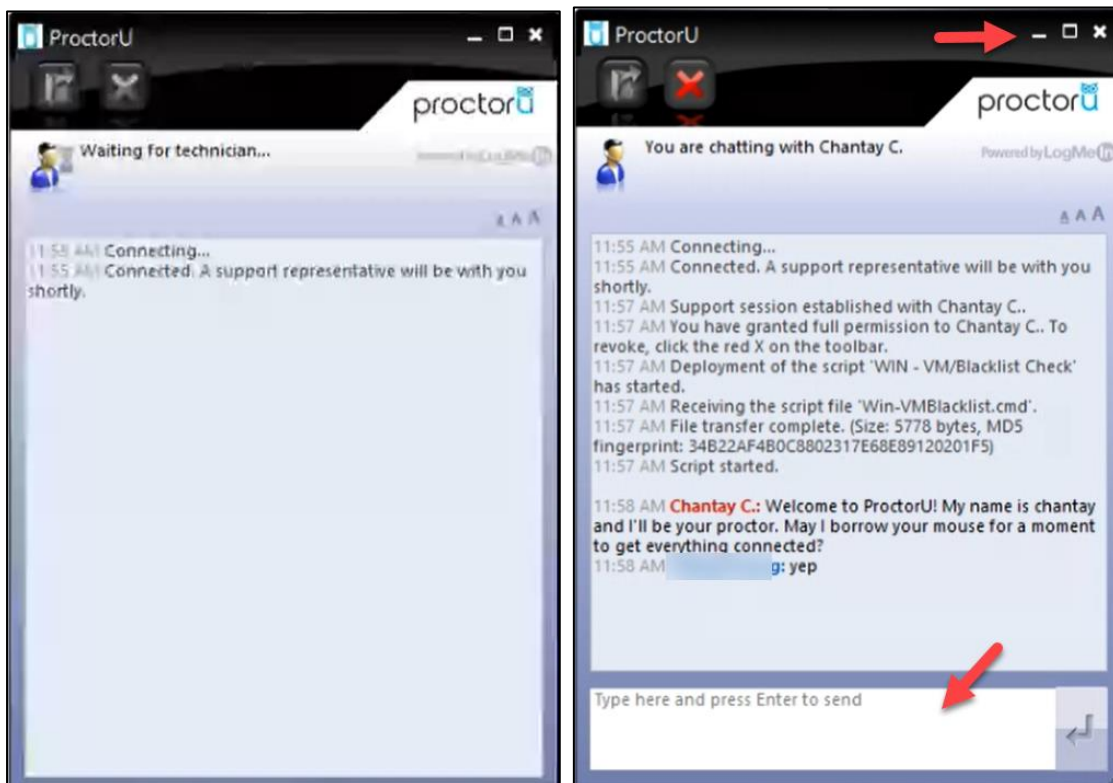 ProctorU
proctorU
Waiting for technician...
Connecting...
11:55 AM Connected. A support representative will be with you
shortly.
A A A
ProctorU
proctorU
You are chatting with Chantay C.
Powered by LogMeIn
A A A
11:55 AM Connecting...
11:55 AM Connected. A support representative will be with you
shortly.
11:57 AM Support session established with Chantay C..
11:57 AM You have granted full permission to Chantay C.. To
revoke, click the red X on the toolbar.
11:57 AM Deployment of the script 'WIN - VM/Blacklist Check'
has started.
11:57 AM Receiving the script file 'Win-VMBlacklist.cmd'.
11:57 AM File transfer complete. (Size: 5778 bytes, MD5
fingerprint: 34B22AF4B0C8802317E68E89120201F5)
11:57 AM Script started.
11:58 AM Chantay C.: Welcome to ProctorU! My name is chantay
and I'll be your proctor. May I borrow your mouse for a moment
to get everything connected?
11:58 AM g: yep
Type here and press Enter to send